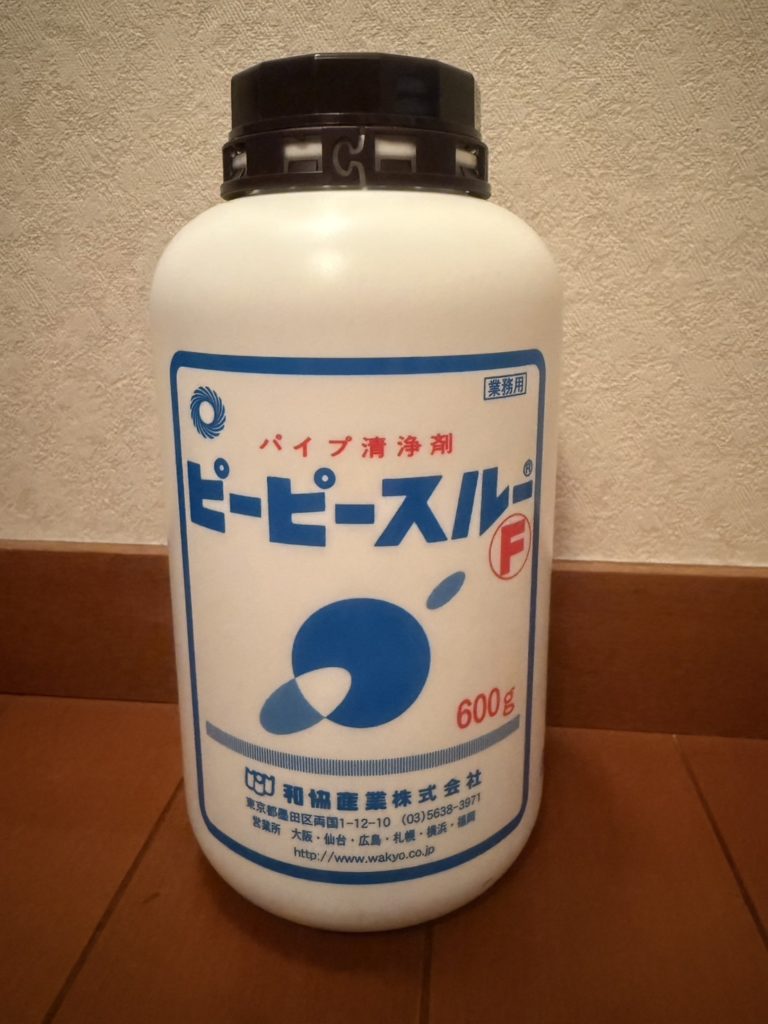 業務用
パイプ清浄剤
ピーピースルー®
F
600g
和協産業株式会社
東京都墨田区両国1-12-10 (03)5638-3971
営業所 大阪・仙台・広島・札幌・横浜・福岡
http://www.wakyo.co.jp